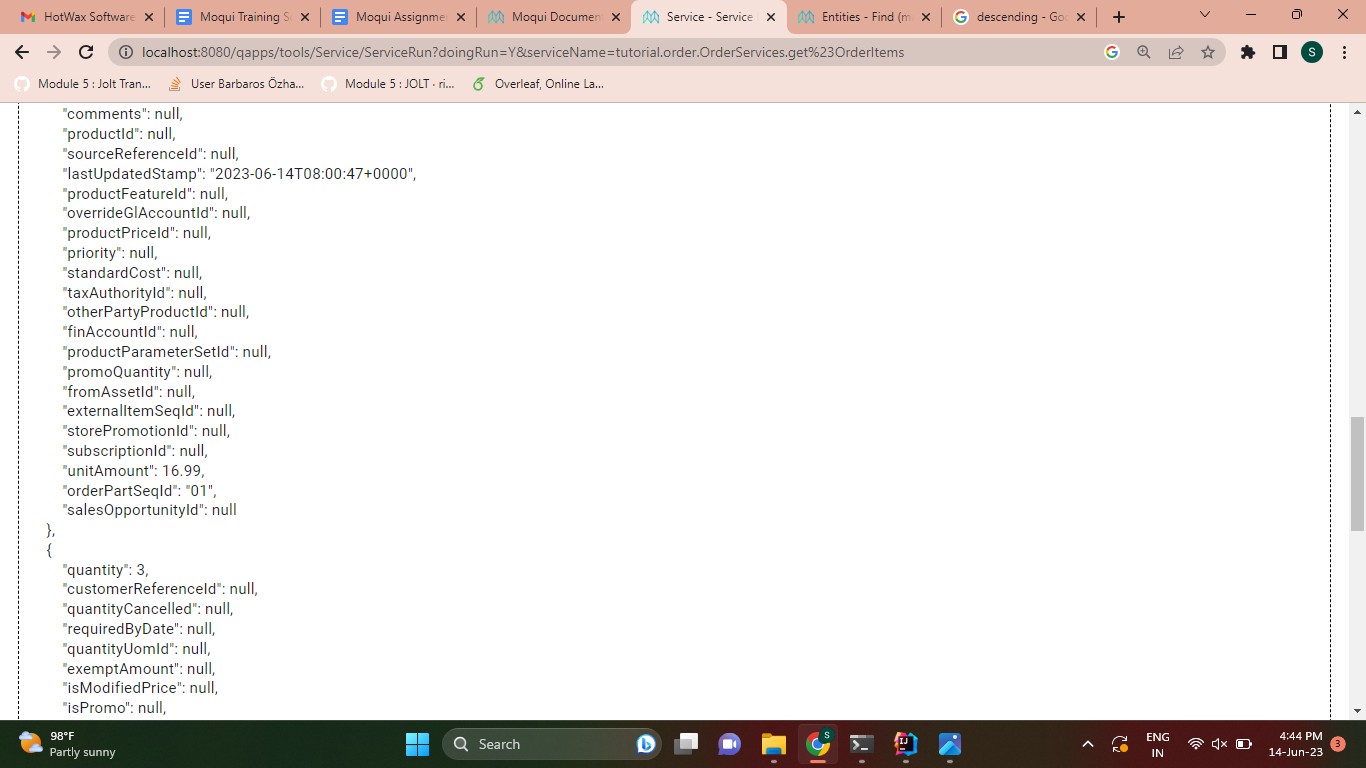 HotWax Software
Moqui Training S
Moqui Assignme
Moqui Document
Service - Service
Entities - Find (m
descending - Goo
localhost:8080/qapps/tools/Service/ServiceRun?doingRun=Y&serviceName=tutorial.order.OrderServices.get%23OrderItems
S
Module 5 : Jolt Tran...
User Barbaros Özha...
Module 5 : JOLT · ri...
Overleaf, Online La...
"comments": null,
"productId": null,
"sourceReferenceId": null,
"lastUpdatedStamp": "2023-06-14T08:00:47+0000",
"productFeatureId": null,
"overrideGlAccountId": null,
"productPriceId": null,
"priority": null,
"standardCost": null,
"taxAuthorityId": null,
"otherPartyProductId": null,
"finAccountId": null,
"productParameterSetId": null,
"promoQuantity": null,
"fromAssetId": null,
"externalItemSeqId": null,
"storePromotionId": null,
"subscriptionId": null,
"unitAmount": 16.99,
"orderPartSeqId": "01",
"salesOpportunityId": null
},
{
"quantity": 3,
"customerReferenceId": null,
"quantityCancelled": null,
"requiredByDate": null,
"quantityUomId": null,
"exemptAmount": null,
"isModifiedPrice": null,
"isPromo": null,
98°F
Partly sunny
Search
ENG
IN
4:44 PM
14-Jun-23
3